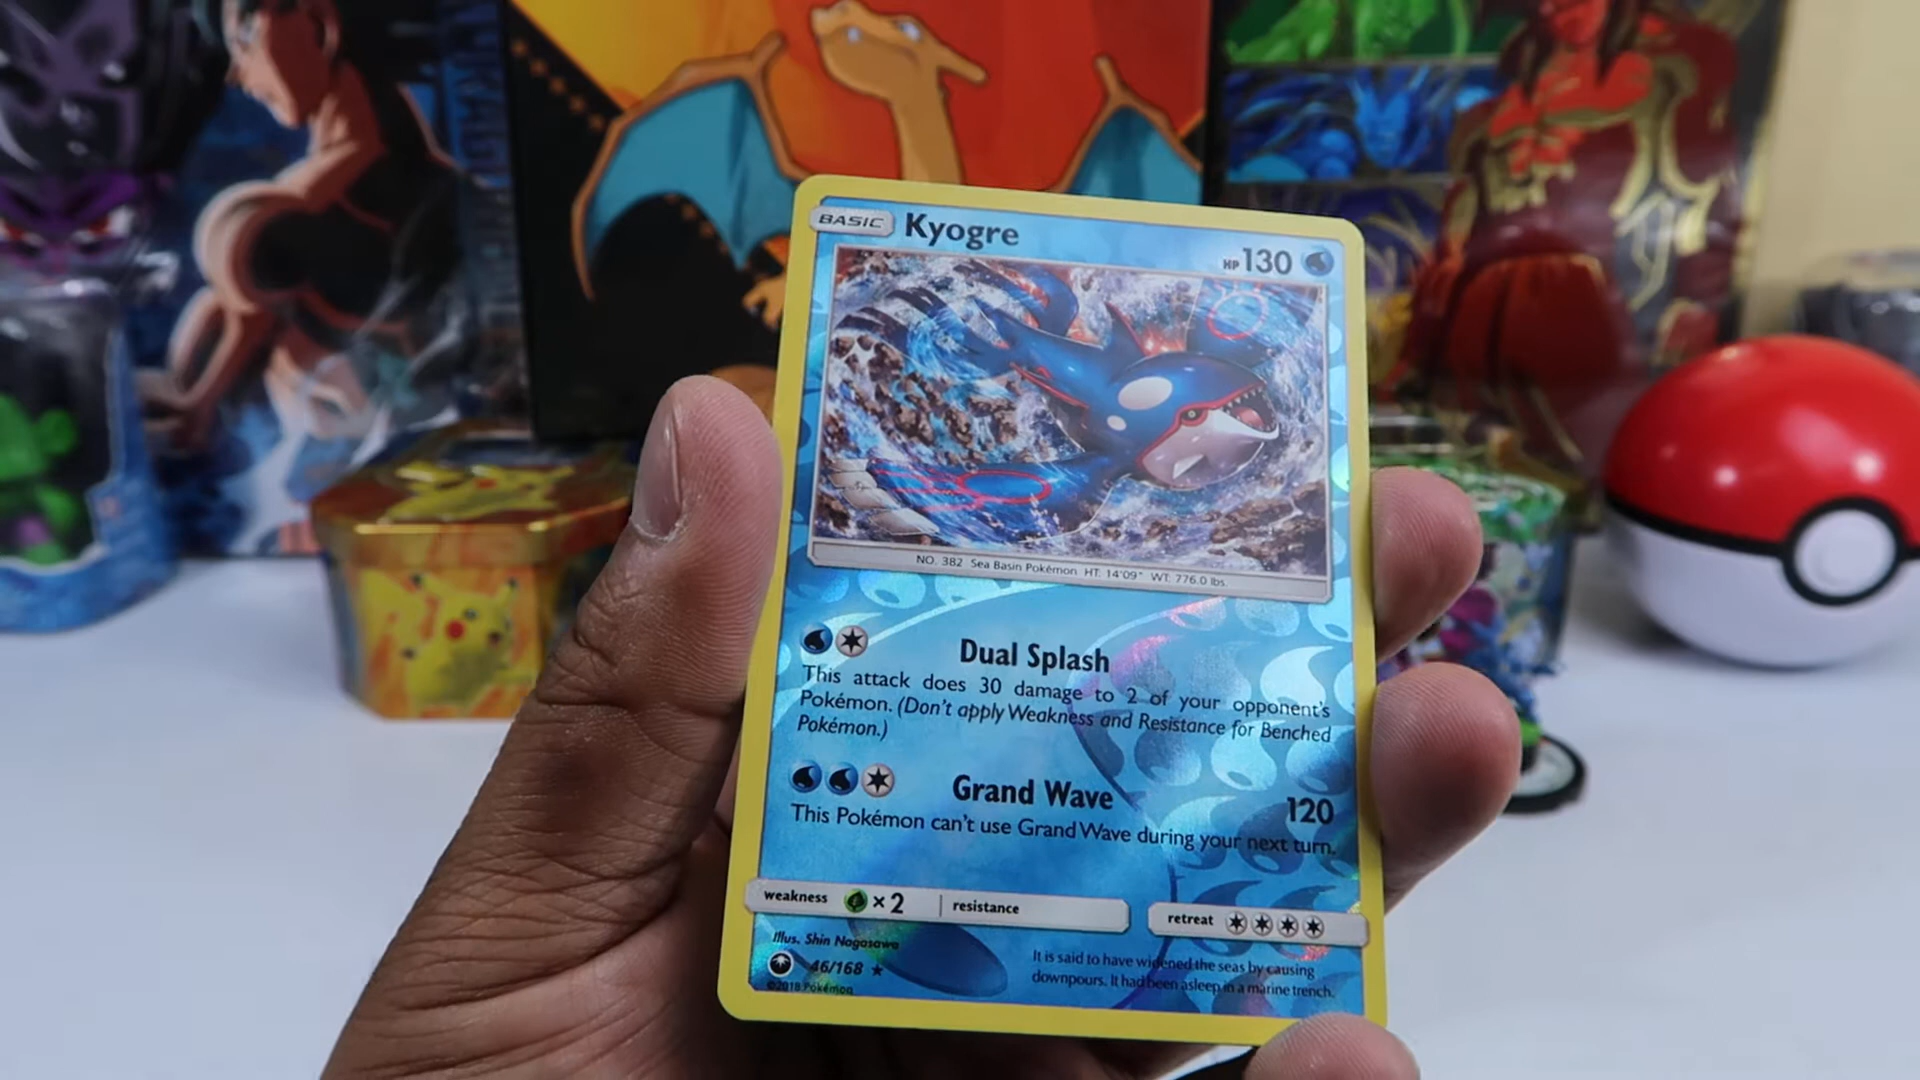 BASIC Kyogre HP 130
NO. 382 Sea Basin Pokémon HT: 14'09" WT: 776.0 lbs.
Dual Splash
This attack does 30 damage to 2 of your opponent's
Pokémon. (Don't apply Weakness and Resistance for Benched
Pokémon.)
Grand Wave 120
This Pokémon can't use Grand Wave during your next turn.
weakness ×2 resistance retreat
Illus. Shin Nagasawa
46/168
©2018 Pokémon
It is said to have widened the seas by causing
downpours. It had been asleep in a marine trench.